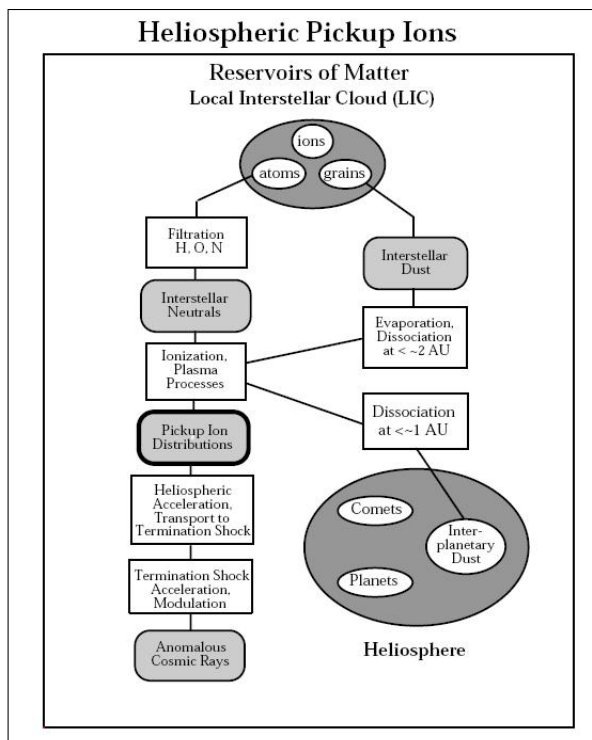 Heliospheric Pickup Ions
Reservoirs of Matter
Local Interstellar Cloud (LIC)
ions
atoms
grains
Filtration
H, O, N
Interstellar
Dust
Interstellar
Neutrals
Evaporation,
Dissociation
at < ~2 AU
Ionization,
Plasma
Processes
Dissociation
at <~1 AU
Pickup Ion
Distributions
Heliospheric
Acceleration,
Transport to
Termination Shock
Comets
Inter-
planetary
Dust
Planets
Termination Shock
Acceleration,
Modulation
Heliosphere
Anomalous
Cosmic Rays